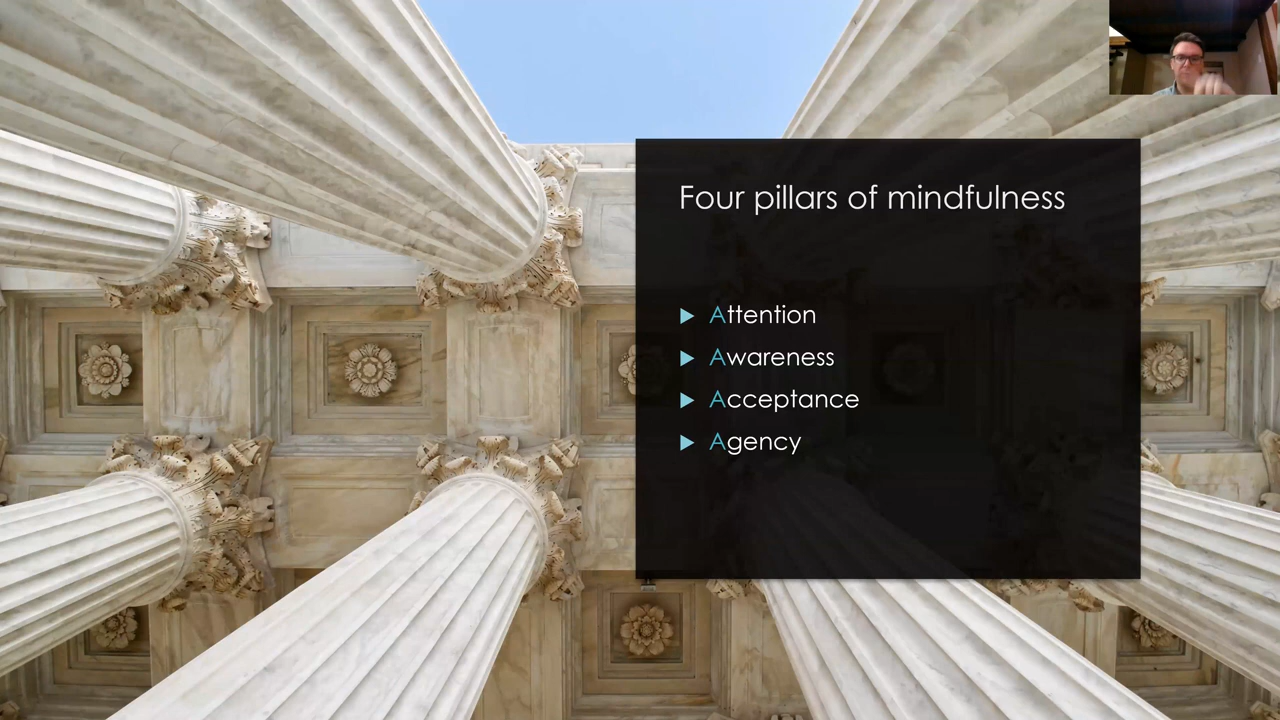 Four pillars of mindfulness
Attention
Awareness
Acceptance
Agency